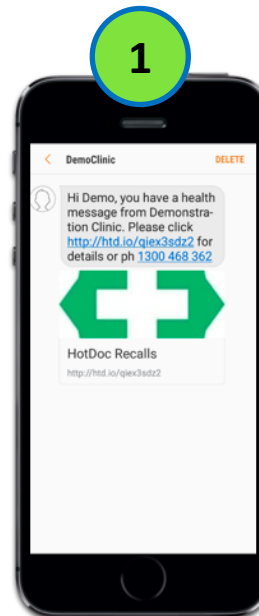 1
DemoClinic
DELETE
Hi Demo, you have a health
message from Demonstra-
tion Clinic. Please click
http://htd.io/qiex3sdz2 for
details or ph 1300 468 362
HotDoc Recalls
http://htd.io/qiex3sdz2